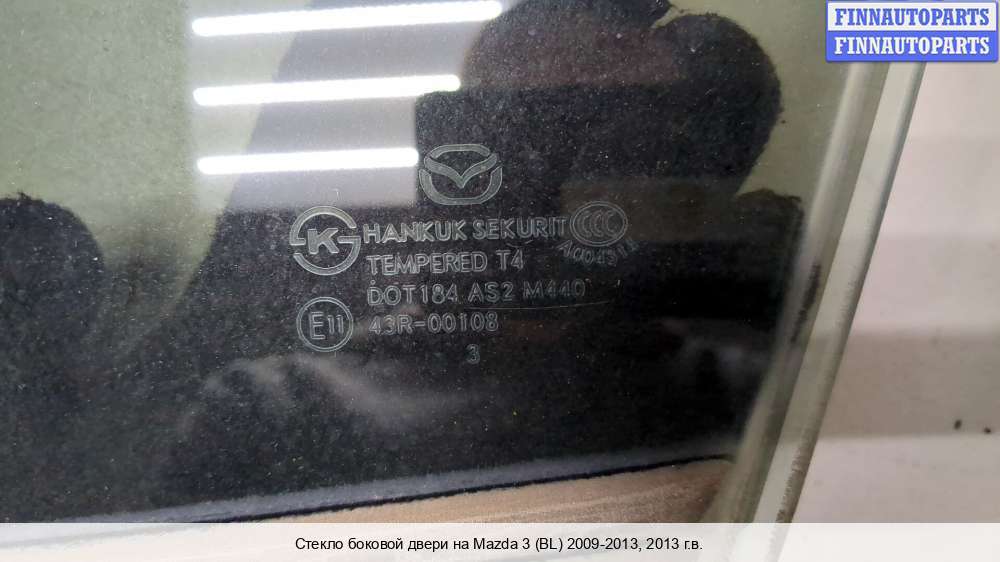 FINNAUTOPARTS
FINNAUTOPARTS
HANKUK SEKURIT
CCC
TEMPERED T4
DOT184 AS2 M440
E11
43R-00108
3
Стекло боковой двери на Mazda 3 (BL) 2009-2013, 2013 г.в.